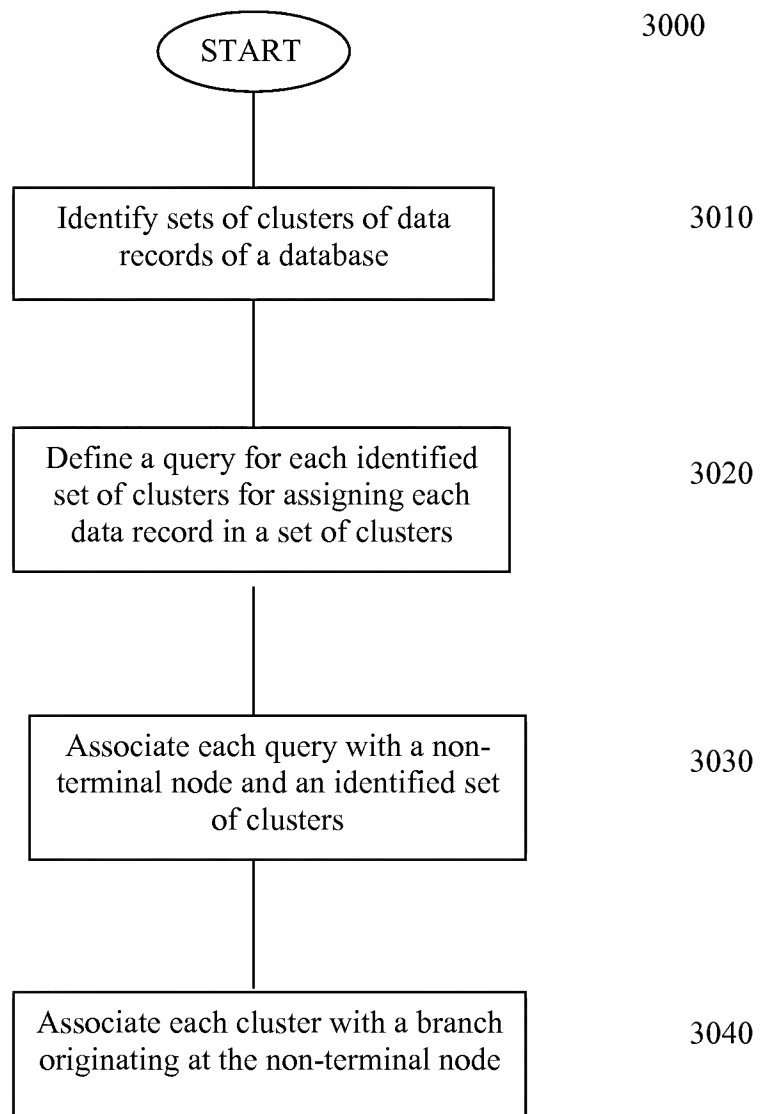 START
3000
Identify sets of clusters of data
records of a database
3010
Define a query for each identified
set of clusters for assigning each
data record in a set of clusters
3020
Associate each query with a non-
terminal node and an identified set
of clusters
3030
Associate each cluster with a branch
originating at the non-terminal node
3040